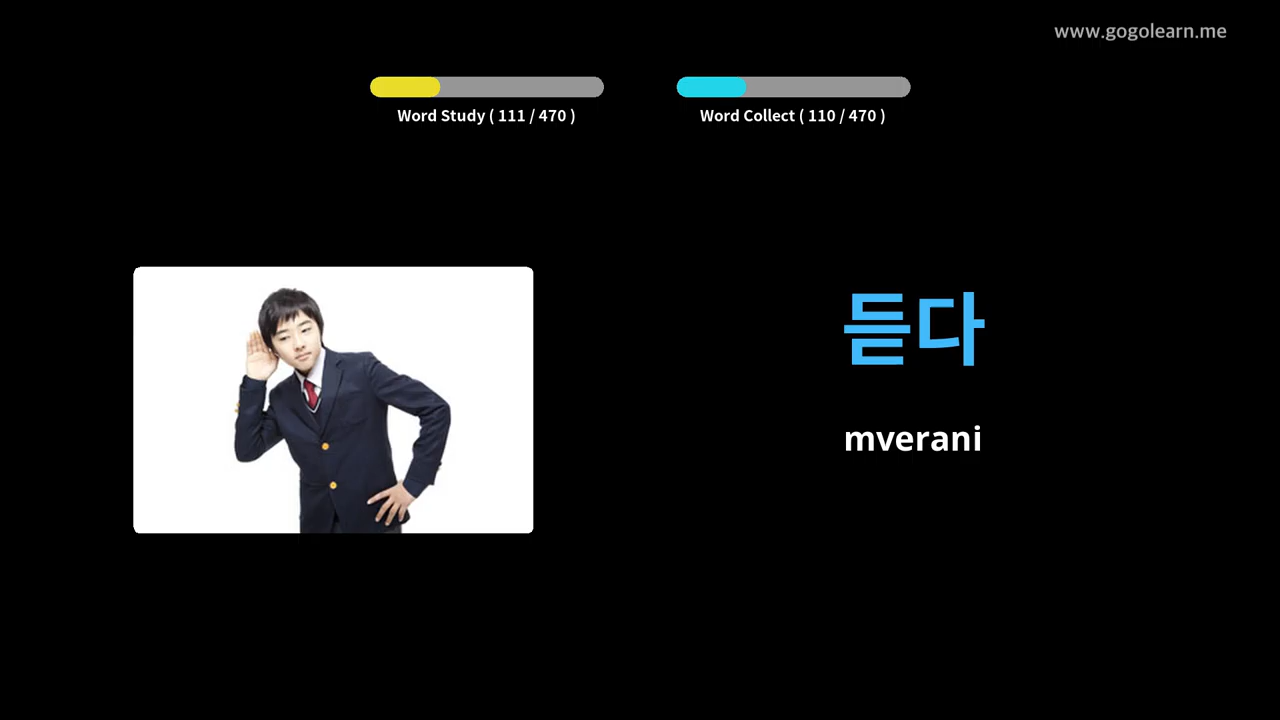 www.gogolearn.me
Word Study ( 111 / 470 )
Word Collect ( 110 / 470 )
듣다
mverani